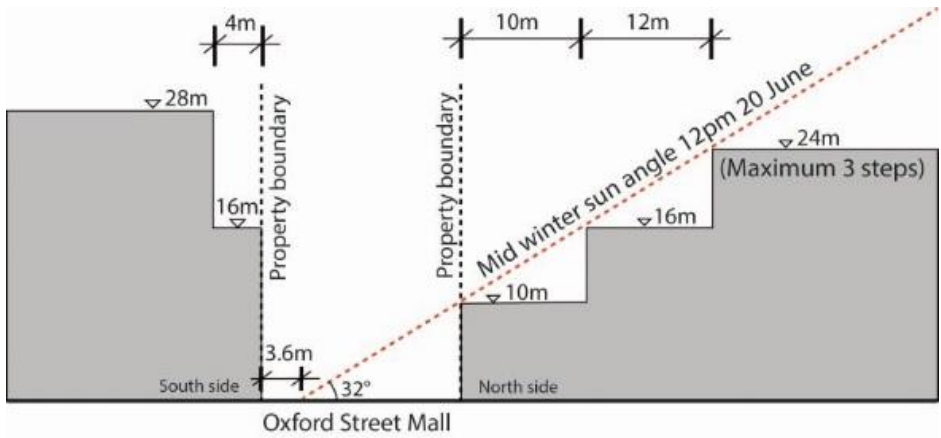 4m
10m
12m
28m
16m
Property boundary
Property boundary
Mid winter sun angle 12pm 20 June
24m
(Maximum 3 steps)
16m
10m
3.6m
32°
South side
North side
Oxford Street Mall